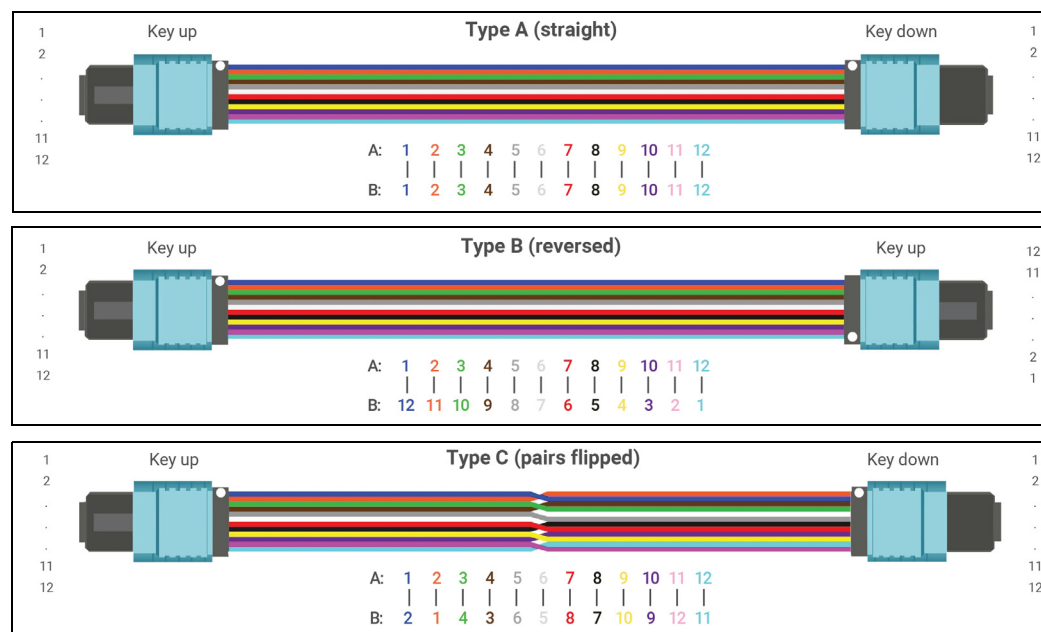 Type A (straight)
Key up
Key down
1
2
.
.
.
11
12
1
2
.
.
.
11
12
A: 1 2 3 4 5 6 7 8 9 10 11 12
B: 1 2 3 4 5 6 7 8 9 10 11 12
Type B (reversed)
Key up
Key up
1
2
.
.
.
11
12
12
11
.
.
.
2
1
A: 1 2 3 4 5 6 7 8 9 10 11 12
B: 12 11 10 9 8 7 6 5 4 3 2 1
Type C (pairs flipped)
Key up
Key down
1
2
.
.
.
11
12
1
2
.
.
.
11
12
A: 1 2 3 4 5 6 7 8 9 10 11 12
B: 2 1 4 3 6 5 8 7 10 9 12 11